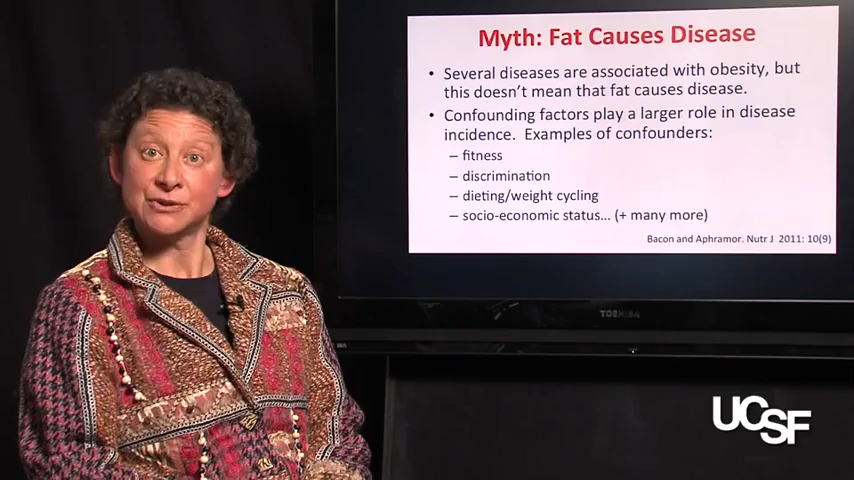 Myth: Fat Causes Disease
• Several diseases are associated with obesity, but
this doesn't mean that fat causes disease.
• Confounding factors play a larger role in disease
incidence. Examples of confounders:
– fitness
– discrimination
– dieting/weight cycling
– socio-economic status... (+ many more)
Bacon and Aphramor. Nutr J 2011: 10(9)
TOSHIBA
UCSF